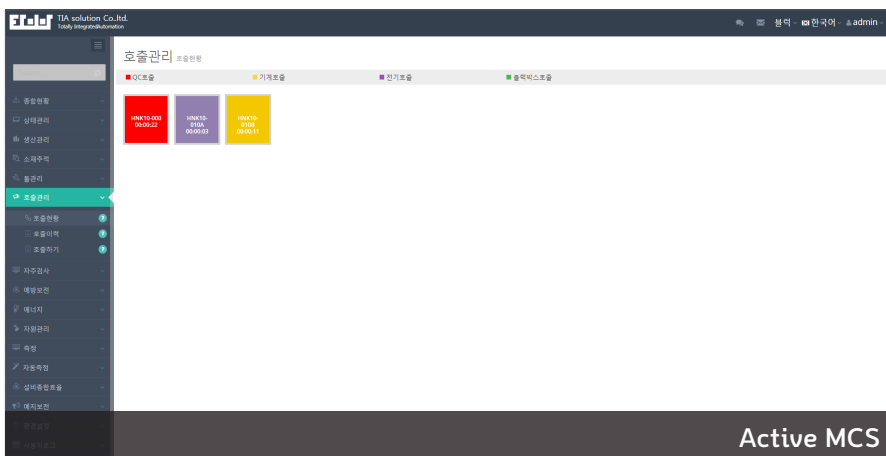 TIA solution Co.,ltd.
Totally IntegratedAutomation
블럭
한국어
admin
호출관리 호출현황
QC호출
기계호출
전기호출
블랙박스호출
HNK10-000
00:00:22
HNK10-
010A
00:00:03
HNK10-
010B
00:00:11
종합현황
상태관리
생산관리
소재추적
툴관리
호출관리
호출현황
호출이력
호출하기
자주검사
예방보전
에너지
자원관리
측정
자동측정
설비종합효율
예지보전
Active MCS